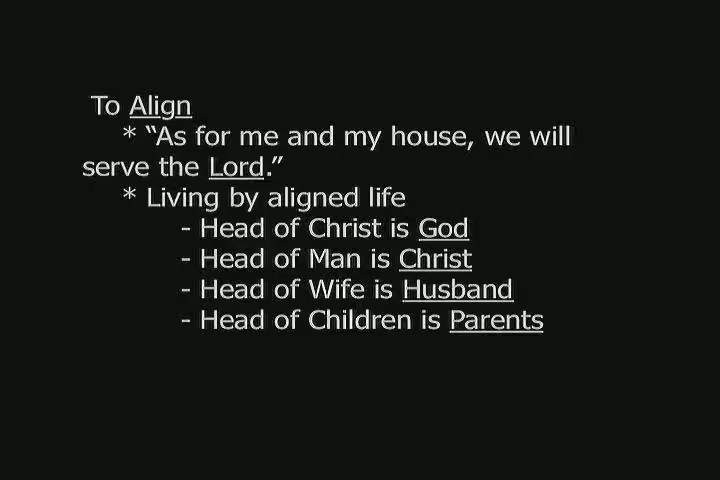 To Align
* “As for me and my house, we will
serve the Lord.”
* Living by aligned life
- Head of Christ is God
- Head of Man is Christ
- Head of Wife is Husband
- Head of Children is Parents